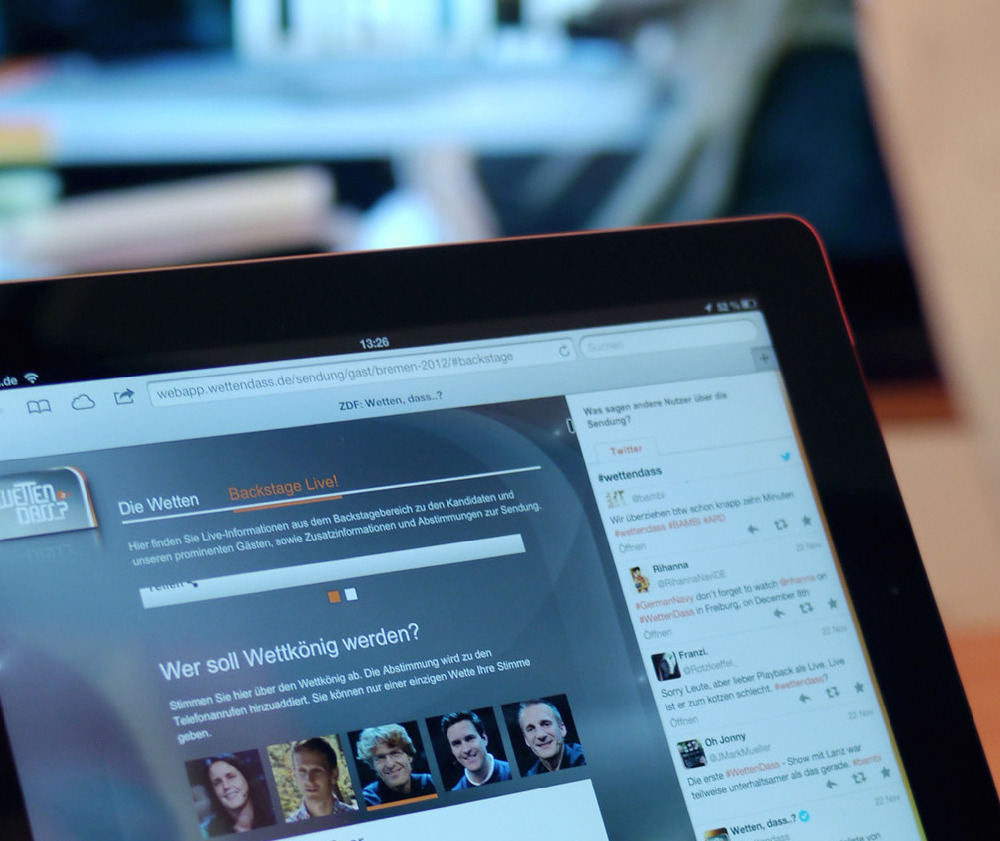 .de
13:26
52 %
webapp.wettendass.de/sendung/gast/bremen-2012/#backstage
Suchen
ZDF: Wetten, dass..?
WETTEN,
DASS..?
Die Wetten
Backstage Live!
Hier finden Sie Live-Informationen aus dem Backstagebereich zu den Kandidaten und
unseren prominenten Gästen, sowie Zusatzinformationen und Abstimmungen zur Sendung.
Wer soll Wettkönig werden?
Stimmen Sie hier über den Wettkönig ab. Die Abstimmung wird zu den
Telefonanrufen hinzuaddiert. Sie können nur einer einzigen Wette Ihre Stimme
geben.
Was sagen andere Nutzer über die
Sendung?
Twitter
#wettendass
@bambi
Wir überziehen btw schon knapp zehn Minuten
#wettendass #BAMBI #ARD
Öffnen
22 Nov
Rihanna
@RihannaNaviDE
#GermanNavy don't forget to watch @rihanna on
#WettenDass in Freiburg, on December 8th
Öffnen
22 Nov
Franzi.
@Rotzloeffel_
Sorry Leute, aber lieber Playback als Live. Live
ist er zum kotzen schlecht. #wettendass?
Öffnen
22 Nov
Oh Jonny
@JMarkMueller
Die erste #WettenDass - Show mit Lanz war
teilweise unterhaltsamer als das gerade. #bambi
22 Nov
Wetten, dass..?